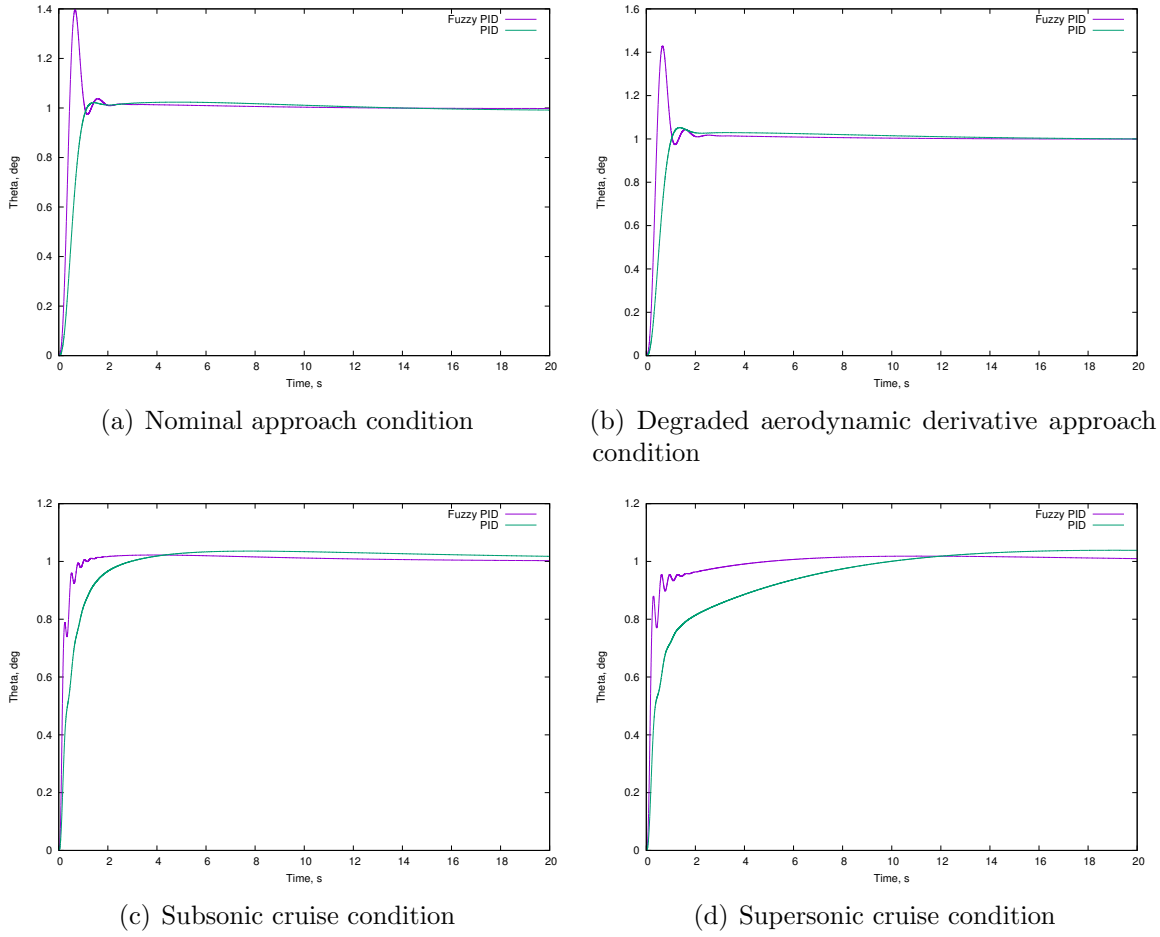 1.4
1.2
1
0.8
0.6
0.4
0.2
0
0 2 4 6 8 10 12 14 16 18 20
Theta, deg
Time, s
Fuzzy PID
PID
(a) Nominal approach condition
1.6
1.4
1.2
1
0.8
0.6
0.4
0.2
0
0 2 4 6 8 10 12 14 16 18 20
Theta, deg
Time, s
Fuzzy PID
PID
(b) Degraded aerodynamic derivative approach
condition
1.2
1
0.8
0.6
0.4
0.2
0
0 2 4 6 8 10 12 14 16 18 20
Theta, deg
Time, s
Fuzzy PID
PID
(c) Subsonic cruise condition
1.2
1
0.8
0.6
0.4
0.2
0
0 2 4 6 8 10 12 14 16 18 20
Theta, deg
Time, s
Fuzzy PID
PID
(d) Supersonic cruise condition